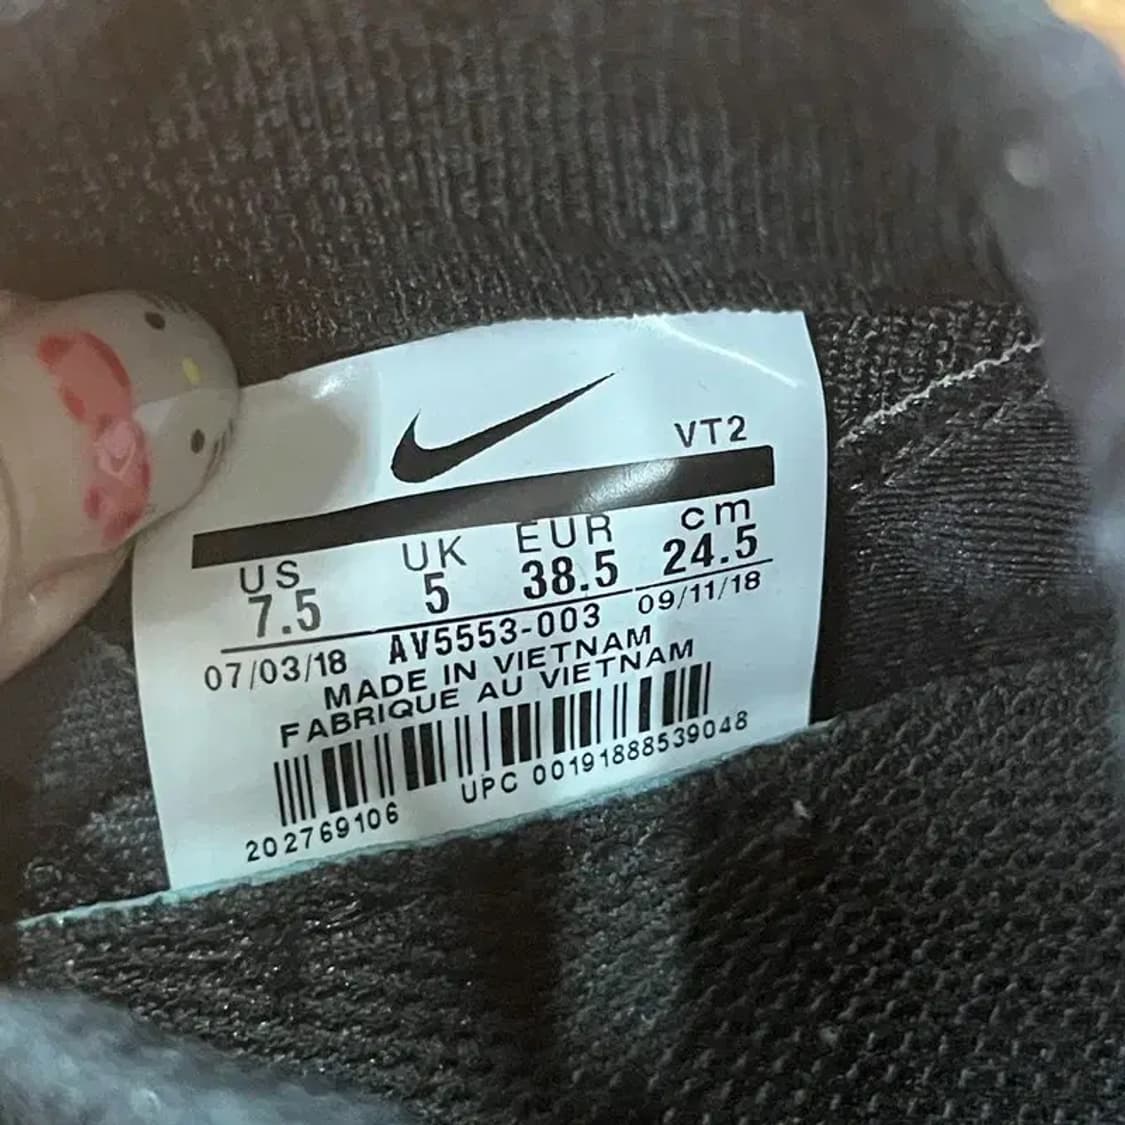 VT2
US UK EUR cm
7.5 5 38.5 24.5
07/03/18 AV5553-003 09/11/18
MADE IN VIETNAM
FABRIQUE AU VIETNAM
202769106 UPC 00191888539048